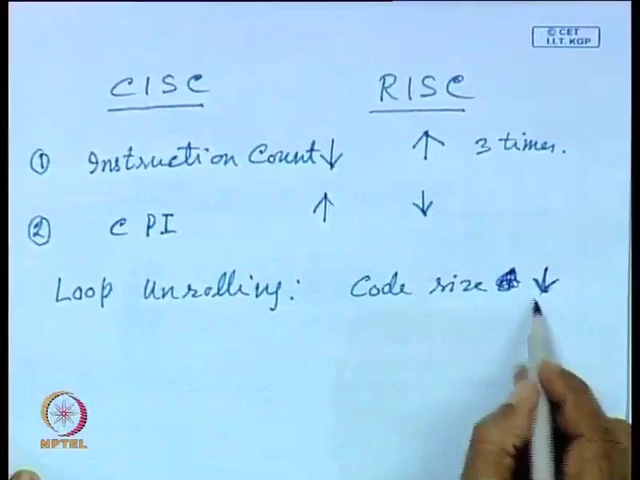 © CET
I.I.T. KGP
CISC RISC
① Instruction Count ↓ ↑ 3 times.
② CPI ↑ ↓
Loop Unrolling: Code size ↓
NPTEL